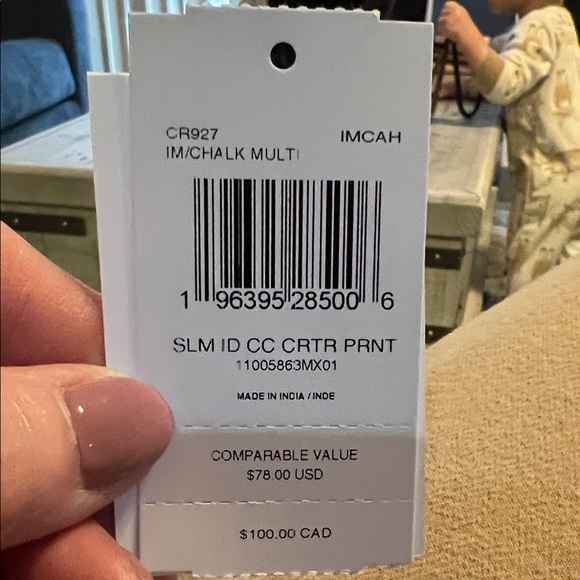 CR927 IMCAH
IM/CHALK MULTI
1 96395 28500 6
SLM ID CC CRTR PRNT
11005863MX01
MADE IN INDIA / INDE
COMPARABLE VALUE
$78.00 USD
$100.00 CAD